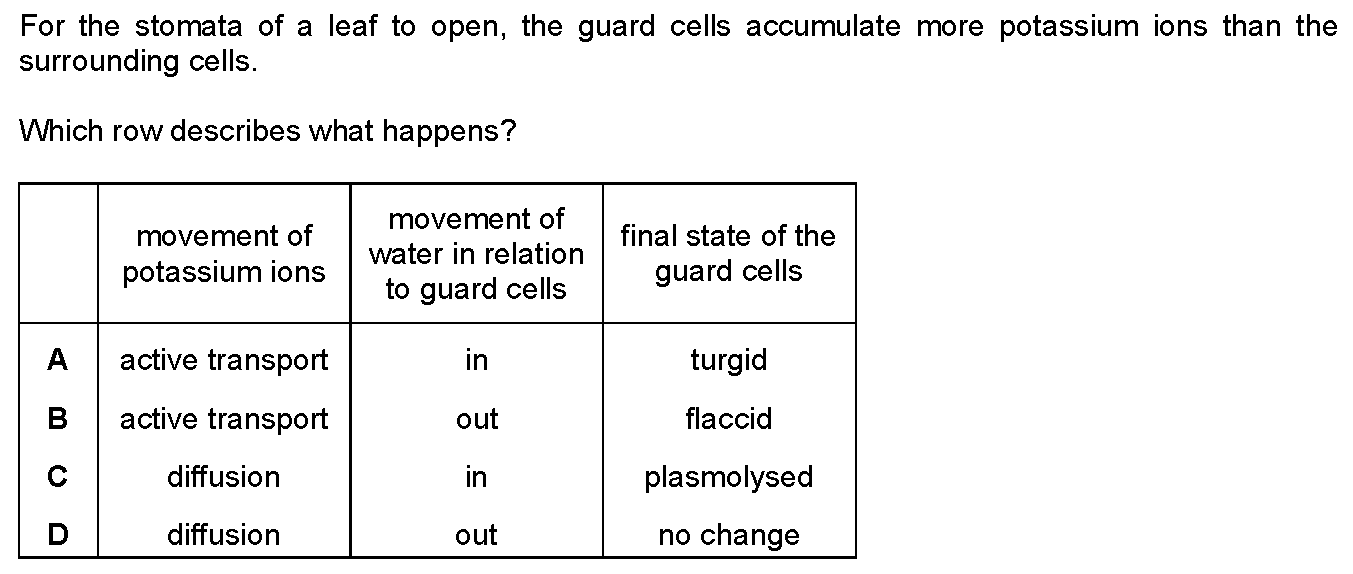 For the stomata of a leaf to open, the guard cells accumulate more potassium ions than the
surrounding cells.
Which row describes what happens?
movement of
potassium ions
movement of
water in relation
to guard cells
final state of the
guard cells
A active transport in turgid
B active transport out flaccid
C diffusion in plasmolysed
D diffusion out no change